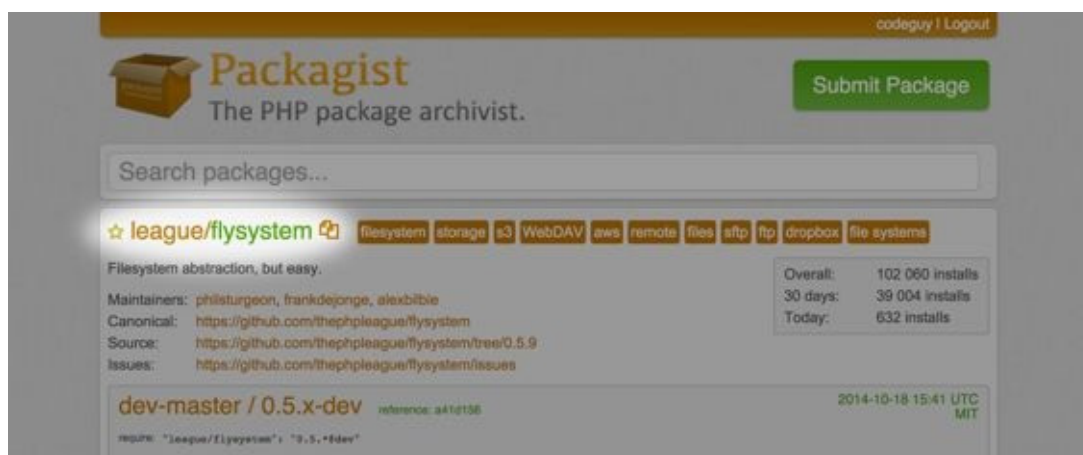 codeguy | Logout
Packagist
The PHP package archivist.
Submit Package
Search packages...
league/flysystem filesystem storage s3 WebDAV aws remote files sftp ftp dropbox file systems
Filesystem abstraction, but easy.
Overall: 102 060 installs
30 days: 39 004 installs
Today: 632 installs
Maintainers: philsturgeon, frankdejonge, alexbilbie
Canonical: https://github.com/thephpleague/flysystem
Source: https://github.com/thephpleague/flysystem/tree/0.5.9
Issues: https://github.com/thephpleague/flysystem/issues
dev-master / 0.5.x-dev reference: a41d156
2014-10-18 15:41 UTC
MIT
require: "league/flysystem": "0.5.*@dev"